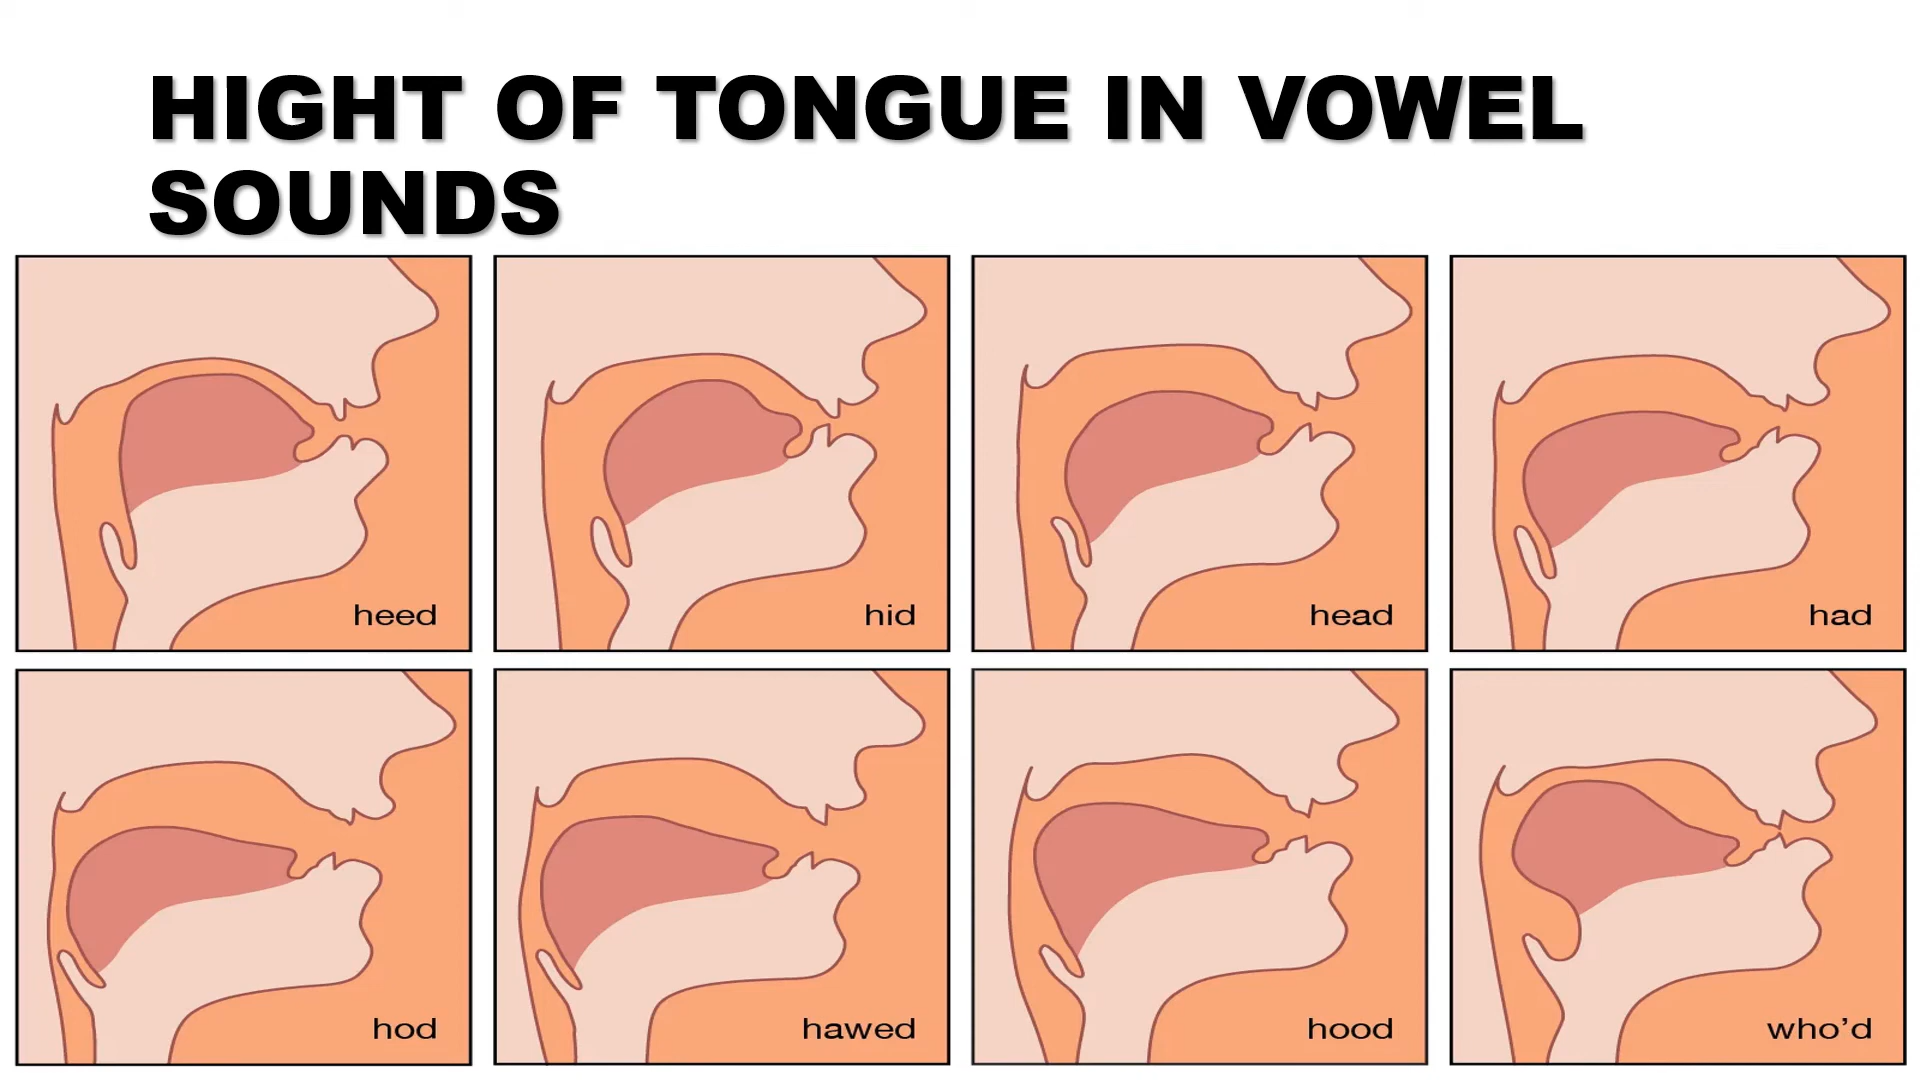 HIGHT OF TONGUE IN VOWEL
SOUNDS
heed
hid
head
had
hod
hawed
hood
who’d